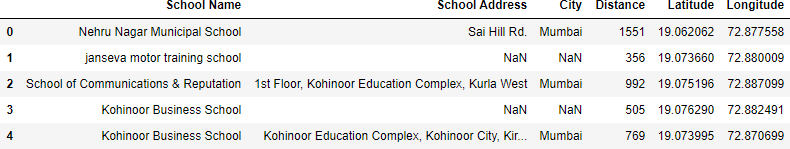 School Name School Address City Distance Latitude Longitude
0 Nehru Nagar Municipal School Sai Hill Rd. Mumbai 1551 19.062062 72.877558
1 janseva motor training school NaN NaN 356 19.073660 72.880009
2 School of Communications & Reputation 1st Floor, Kohinoor Education Complex, Kurla West Mumbai 992 19.075196 72.887099
3 Kohinoor Business School NaN NaN 505 19.076290 72.882491
4 Kohinoor Business School Kohinoor Education Complex, Kohinoor City, Kir... Mumbai 769 19.073995 72.870699